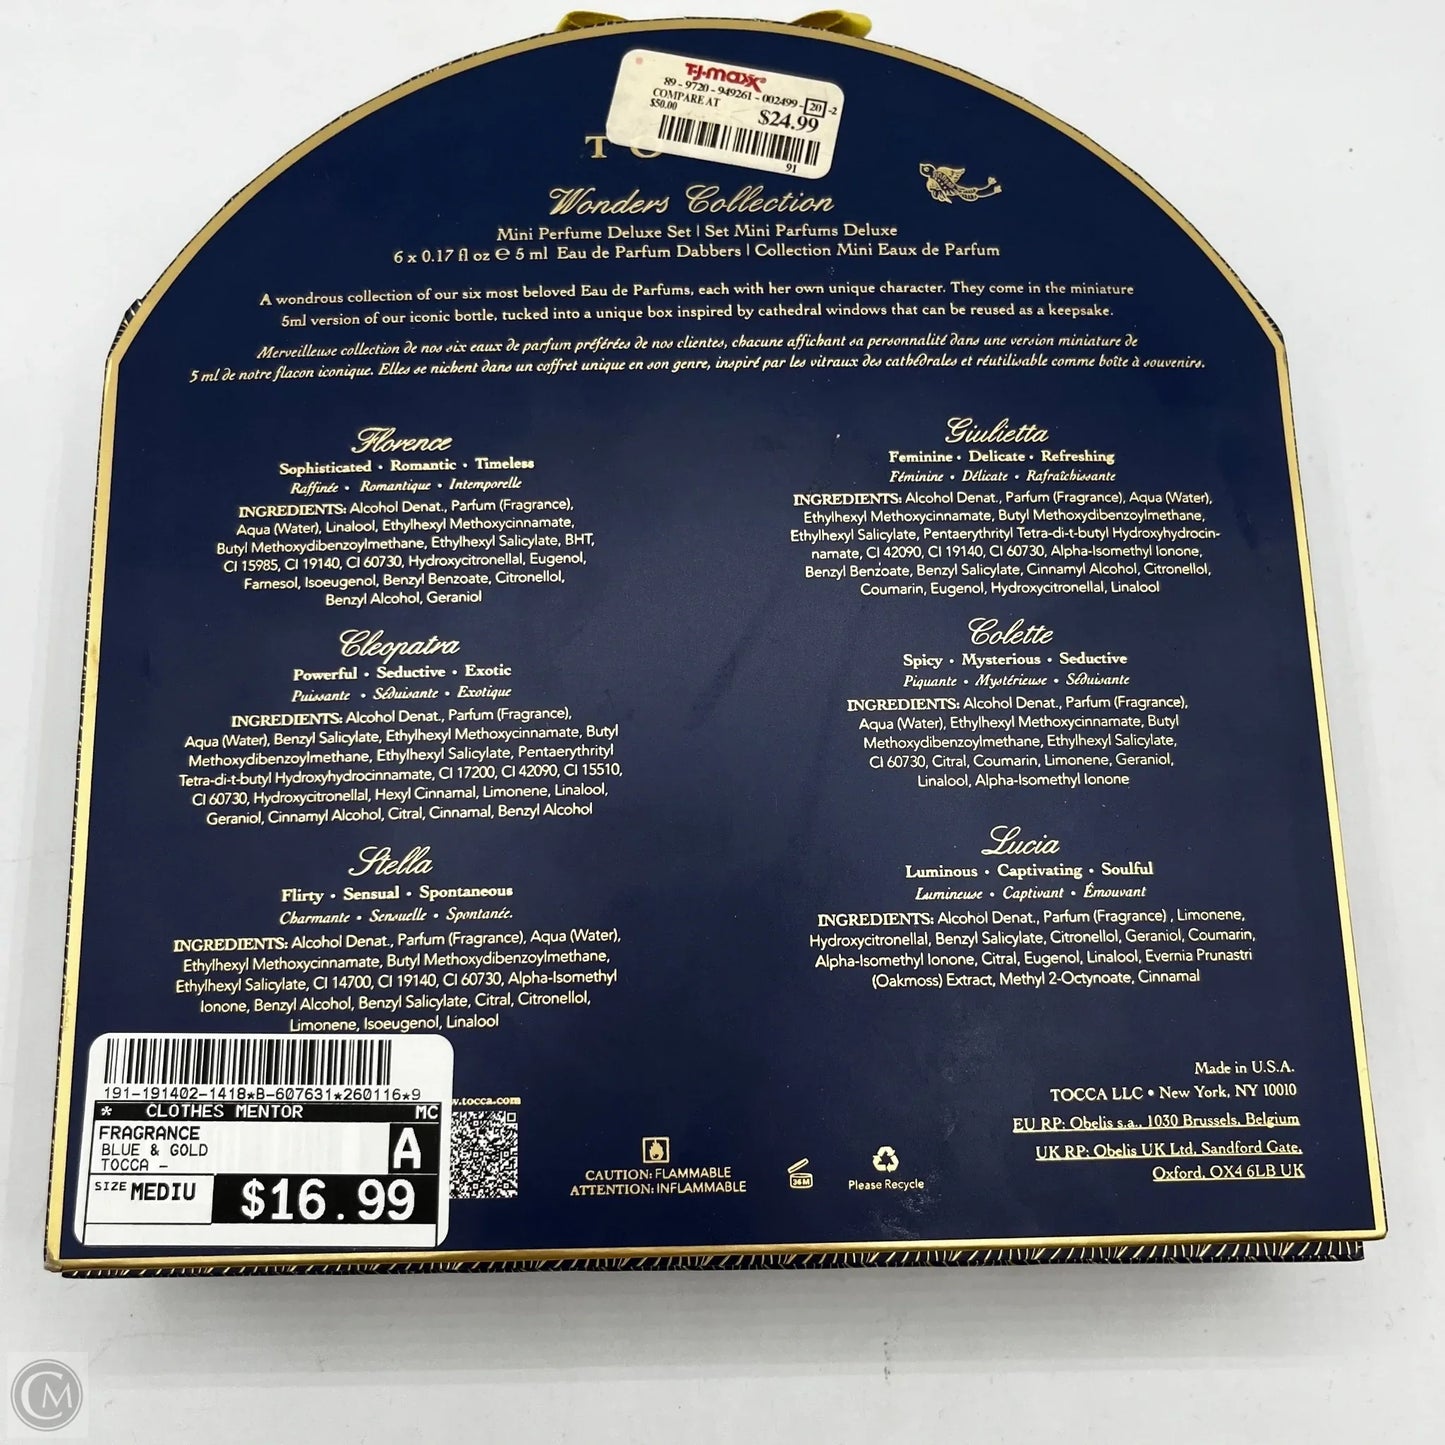 T·J·maxx
89-9720-949261-002499-20-2
COMPARE AT
$50.00
$24.99
91
TO
Wonders Collection
Mini Perfume Deluxe Set | Set Mini Parfums Deluxe
6 x 0.17 fl oz ℮ 5 ml Eau de Parfum Dabbers | Collection Mini Eaux de Parfum
A wondrous collection of our six most beloved Eau de Parfums, each with her own unique character. They come in the miniature
5ml version of our iconic bottle, tucked into a unique box inspired by cathedral windows that can be reused as a keepsake.
Merveilleuse collection de nos six eaux de parfum préférées de nos clientes, chacune affichant sa personnalité dans une version miniature de
5 ml de notre flacon iconique. Elles se nichent dans un coffret unique en son genre, inspiré par les vitraux des cathédrales et réutilisable comme boîte à souvenirs.
Florence
Sophisticated • Romantic • Timeless
Raffinée • Romantique • Intemporelle
INGREDIENTS: Alcohol Denat., Parfum (Fragrance),
Aqua (Water), Linalool, Ethylhexyl Methoxycinnamate,
Butyl Methoxydibenzoylmethane, Ethylhexyl Salicylate, BHT,
CI 15985, CI 19140, CI 60730, Hydroxycitronellal, Eugenol,
Farnesol, Isoeugenol, Benzyl Benzoate, Citronellol,
Benzyl Alcohol, Geraniol
Giulietta
Feminine • Delicate • Refreshing
Féminine • Délicate • Rafraîchissante
INGREDIENTS: Alcohol Denat., Parfum (Fragrance), Aqua (Water),
Ethylhexyl Methoxycinnamate, Butyl Methoxydibenzoylmethane,
Ethylhexyl Salicylate, Pentaerythrityl Tetra-di-t-butyl Hydroxyhydrocin-
namate, CI 42090, CI 19140, CI 60730, Alpha-Isomethyl Ionone,
Benzyl Benzoate, Benzyl Salicylate, Cinnamyl Alcohol, Citronellol,
Coumarin, Eugenol, Hydroxycitronellal, Linalool
Cleopatra
Powerful • Seductive • Exotic
Puissante • Séduisante • Exotique
INGREDIENTS: Alcohol Denat., Parfum (Fragrance),
Aqua (Water), Benzyl Salicylate, Ethylhexyl Methoxycinnamate, Butyl
Methoxydibenzoylmethane, Ethylhexyl Salicylate, Pentaerythrityl
Tetra-di-t-butyl Hydroxyhydrocinnamate, CI 17200, CI 42090, CI 15510,
CI 60730, Hydroxycitronellal, Hexyl Cinnamal, Limonene, Linalool,
Geraniol, Cinnamyl Alcohol, Citral, Cinnamal, Benzyl Alcohol
Colette
Spicy • Mysterious • Seductive
Piquante • Mystérieuse • Séduisante
INGREDIENTS: Alcohol Denat., Parfum (Fragrance),
Aqua (Water), Ethylhexyl Methoxycinnamate, Butyl
Methoxydibenzoylmethane, Ethylhexyl Salicylate,
CI 60730, Citral, Coumarin, Limonene, Geraniol,
Linalool, Alpha-Isomethyl Ionone
Stella
Flirty • Sensual • Spontaneous
Charmante • Sensuelle • Spontanée.
INGREDIENTS: Alcohol Denat., Parfum (Fragrance), Aqua (Water),
Ethylhexyl Methoxycinnamate, Butyl Methoxydibenzoylmethane,
Ethylhexyl Salicylate, CI 14700, CI 19140, CI 60730, Alpha-Isomethyl
Ionone, Benzyl Alcohol, Benzyl Salicylate, Citral, Citronellol,
Limonene, Isoeugenol, Linalool
Lucia
Luminous • Captivating • Soulful
Lumineuse • Captivant • Émouvant
INGREDIENTS: Alcohol Denat., Parfum (Fragrance) , Limonene,
Hydroxycitronellal, Benzyl Salicylate, Citronellol, Geraniol, Coumarin,
Alpha-Isomethyl Ionone, Citral, Eugenol, Linalool, Evernia Prunastri
(Oakmoss) Extract, Methyl 2-Octynoate, Cinnamal
191-191402-1418*B-607631*260116*9
* CLOTHES MENTOR MC
FRAGRANCE
BLUE & GOLD
TOCCA -
A
SIZE MEDIU
$16.99
w.tocca.com
CAUTION: FLAMMABLE
ATTENTION: INFLAMMABLE
36M
Please Recycle
Made in U.S.A.
TOCCA LLC • New York, NY 10010
EU RP: Obelis s.a., 1030 Brussels, Belgium
UK RP: Obelis UK Ltd, Sandford Gate,
Oxford, OX4 6LB UK
CM